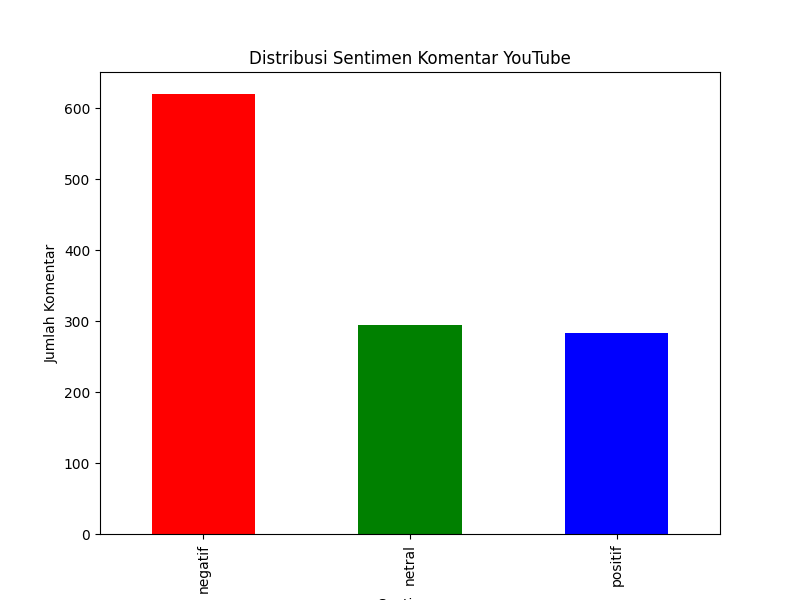 Distribusi Sentimen Komentar YouTube
Jumlah Komentar
600
500
400
300
200
100
0
negatif
netral
positif